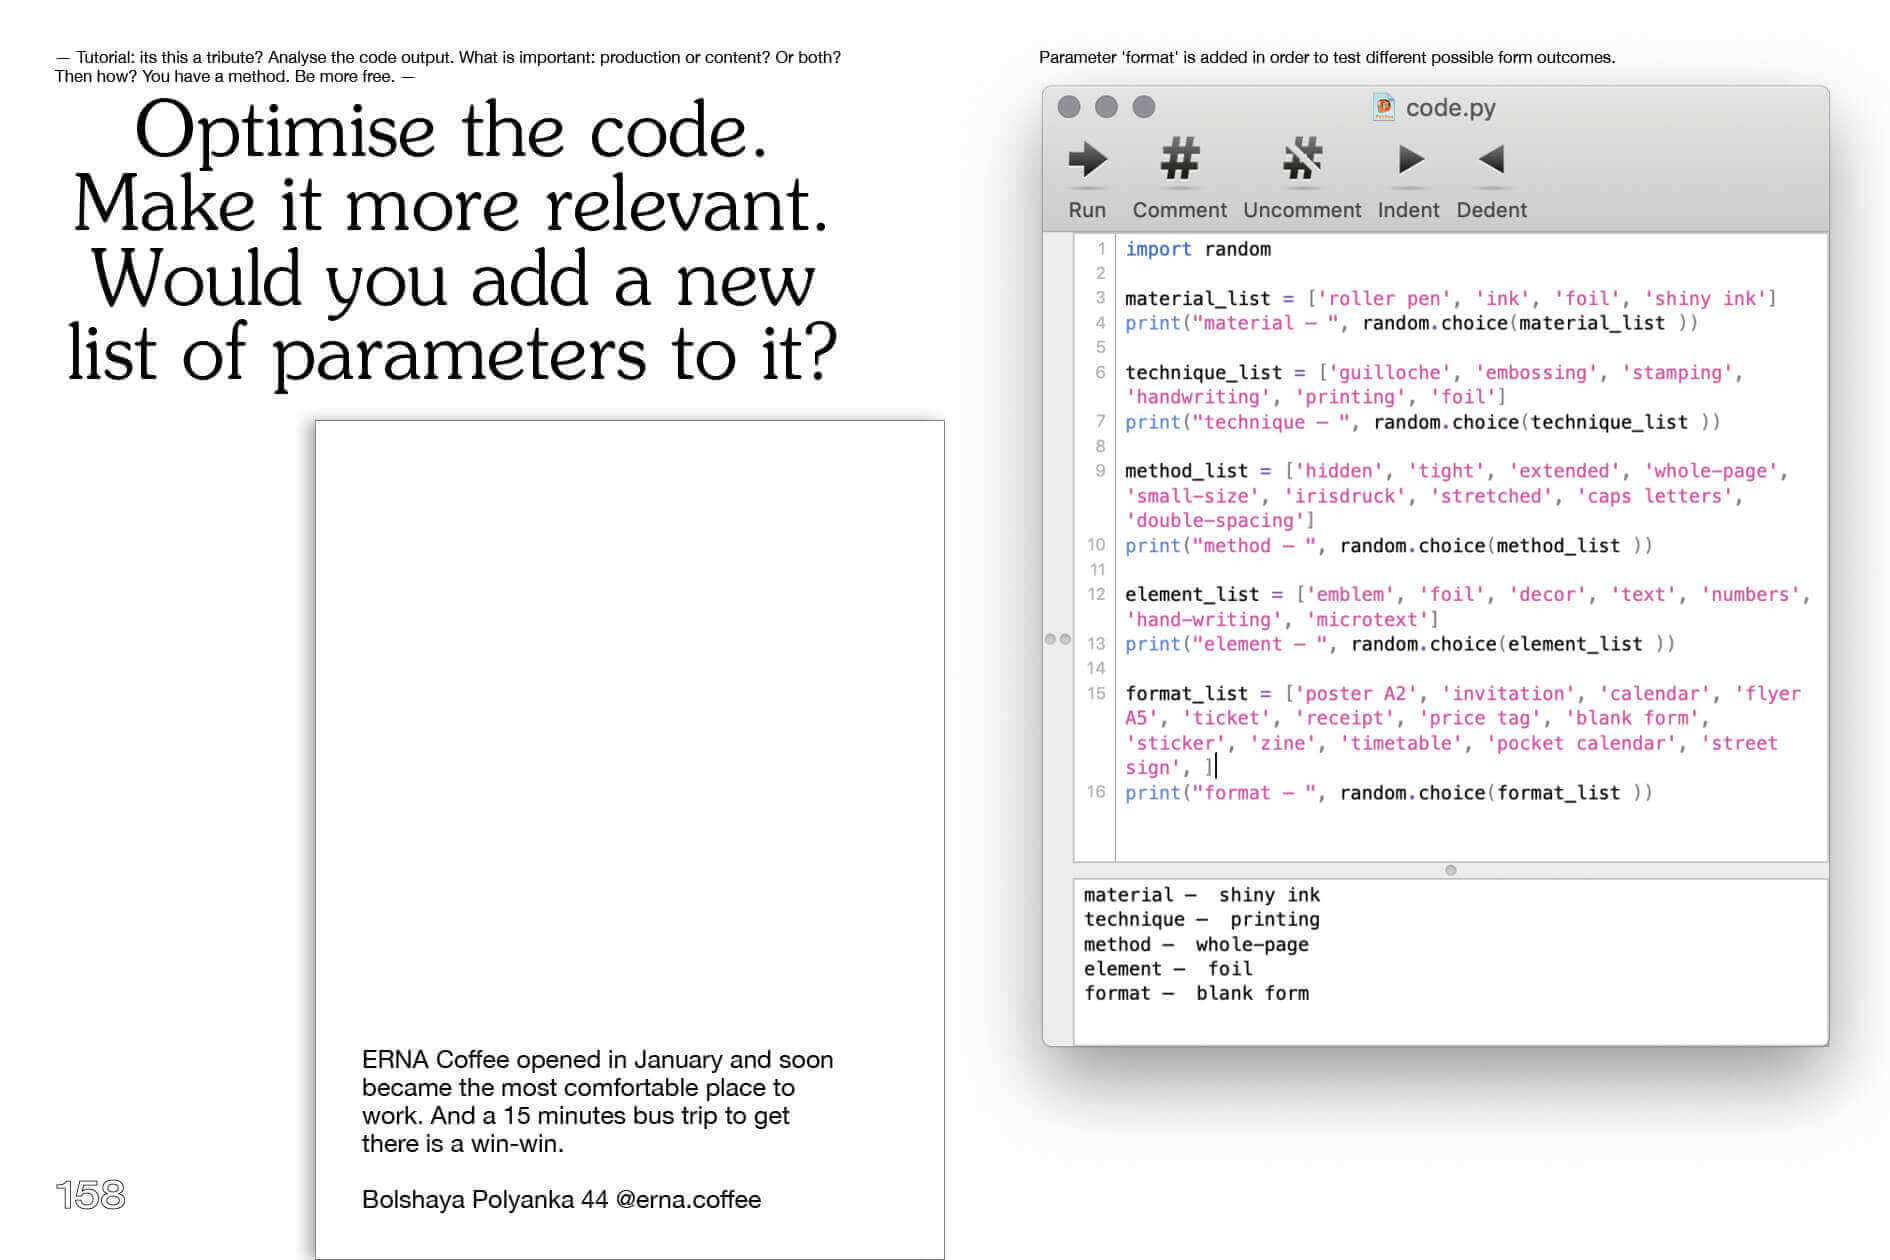 — Tutorial: its this a tribute? Analyse the code output. What is important: production or content? Or both?
Then how? You have a method. Be more free. —
Optimise the code.
Make it more relevant.
Would you add a new
list of parameters to it?
ERNA Coffee opened in January and soon
became the most comfortable place to
work. And a 15 minutes bus trip to get
there is a win-win.
Bolshaya Polyanka 44 @erna.coffee
158
Parameter 'format' is added in order to test different possible form outcomes.
code.py
Run Comment Uncomment Indent Dedent
1 import random
2
3 material_list = ['roller pen', 'ink', 'foil', 'shiny ink']
4 print("material – ", random.choice(material_list ))
5
6 technique_list = ['guilloche', 'embossing', 'stamping',
'handwriting', 'printing', 'foil']
7 print("technique – ", random.choice(technique_list ))
8
9 method_list = ['hidden', 'tight', 'extended', 'whole-page',
'small-size', 'irisdruck', 'stretched', 'caps letters',
'double-spacing']
10 print("method – ", random.choice(method_list ))
11
12 element_list = ['emblem', 'foil', 'decor', 'text', 'numbers',
'hand-writing', 'microtext']
13 print("element – ", random.choice(element_list ))
14
15 format_list = ['poster A2', 'invitation', 'calendar', 'flyer
A5', 'ticket', 'receipt', 'price tag', 'blank form',
'sticker', 'zine', 'timetable', 'pocket calendar', 'street
sign', ]
16 print("format – ", random.choice(format_list ))
material –  shiny ink
technique –  printing
method –  whole-page
element –  foil
format –  blank form